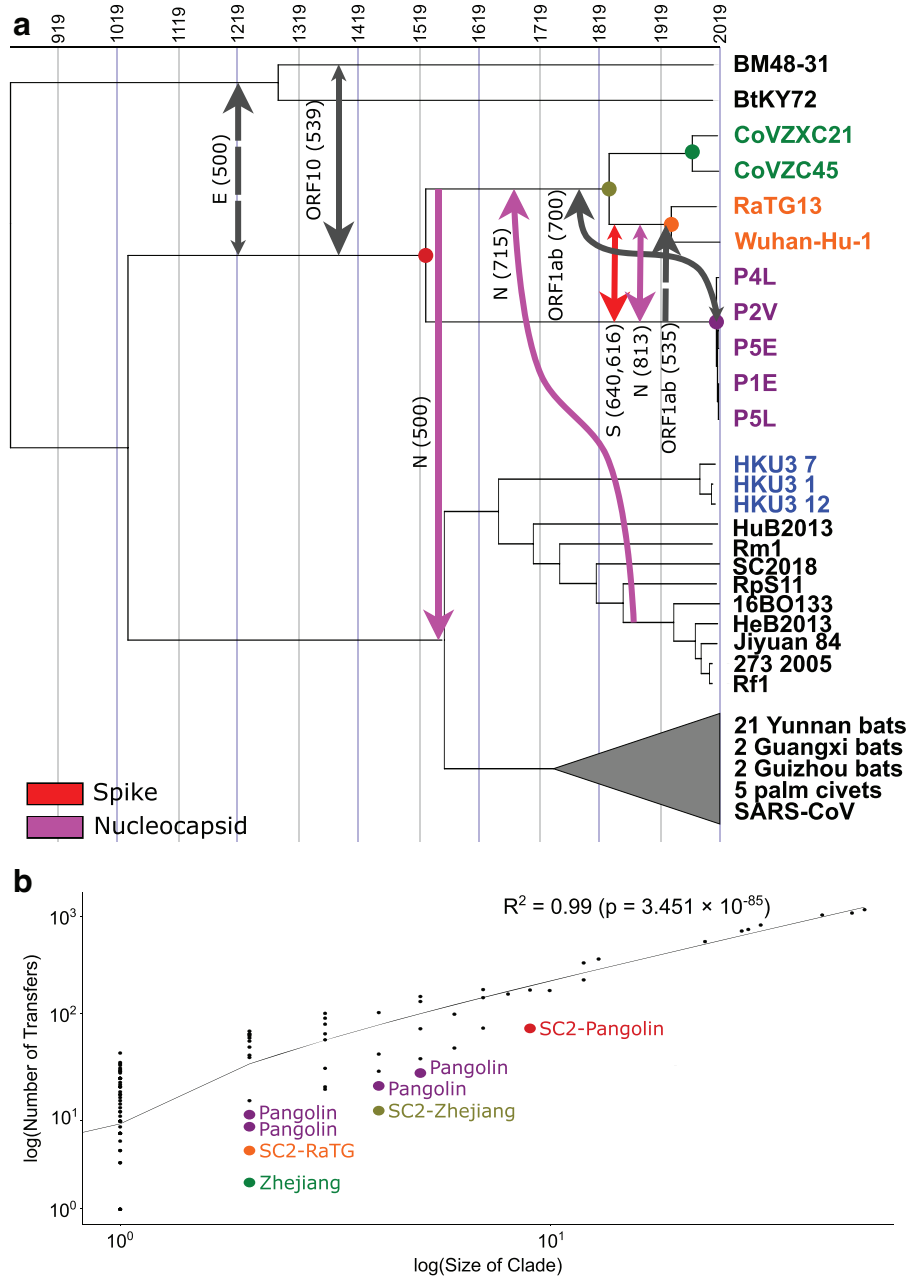 a
919
1019
1119
1219
1319
1419
1519
1619
1719
1819
1919
2019
BM48-31
BtKY72
CoVZXC21
CoVZC45
RaTG13
Wuhan-Hu-1
P4L
P2V
P5E
P1E
P5L
HKU3 7
HKU3 1
HKU3 12
HuB2013
Rm1
SC2018
RpS11
16BO133
HeB2013
Jiyuan 84
273 2005
Rf1
21 Yunnan bats
2 Guangxi bats
2 Guizhou bats
5 palm civets
SARS-CoV
E (500)
ORF10 (539)
N (500)
N (715)
ORF1ab (700)
S (640,616)
N (813)
ORF1ab (535)
Spike
Nucleocapsid
b
R² = 0.99 (p = 3.451 × 10⁻⁸⁵)
log(Number of Transfers)
10³
10²
10¹
10⁰
SC2-Pangolin
Pangolin
Pangolin
SC2-Zhejiang
Pangolin
Pangolin
SC2-RaTG
Zhejiang
10⁰
10¹
log(Size of Clade)